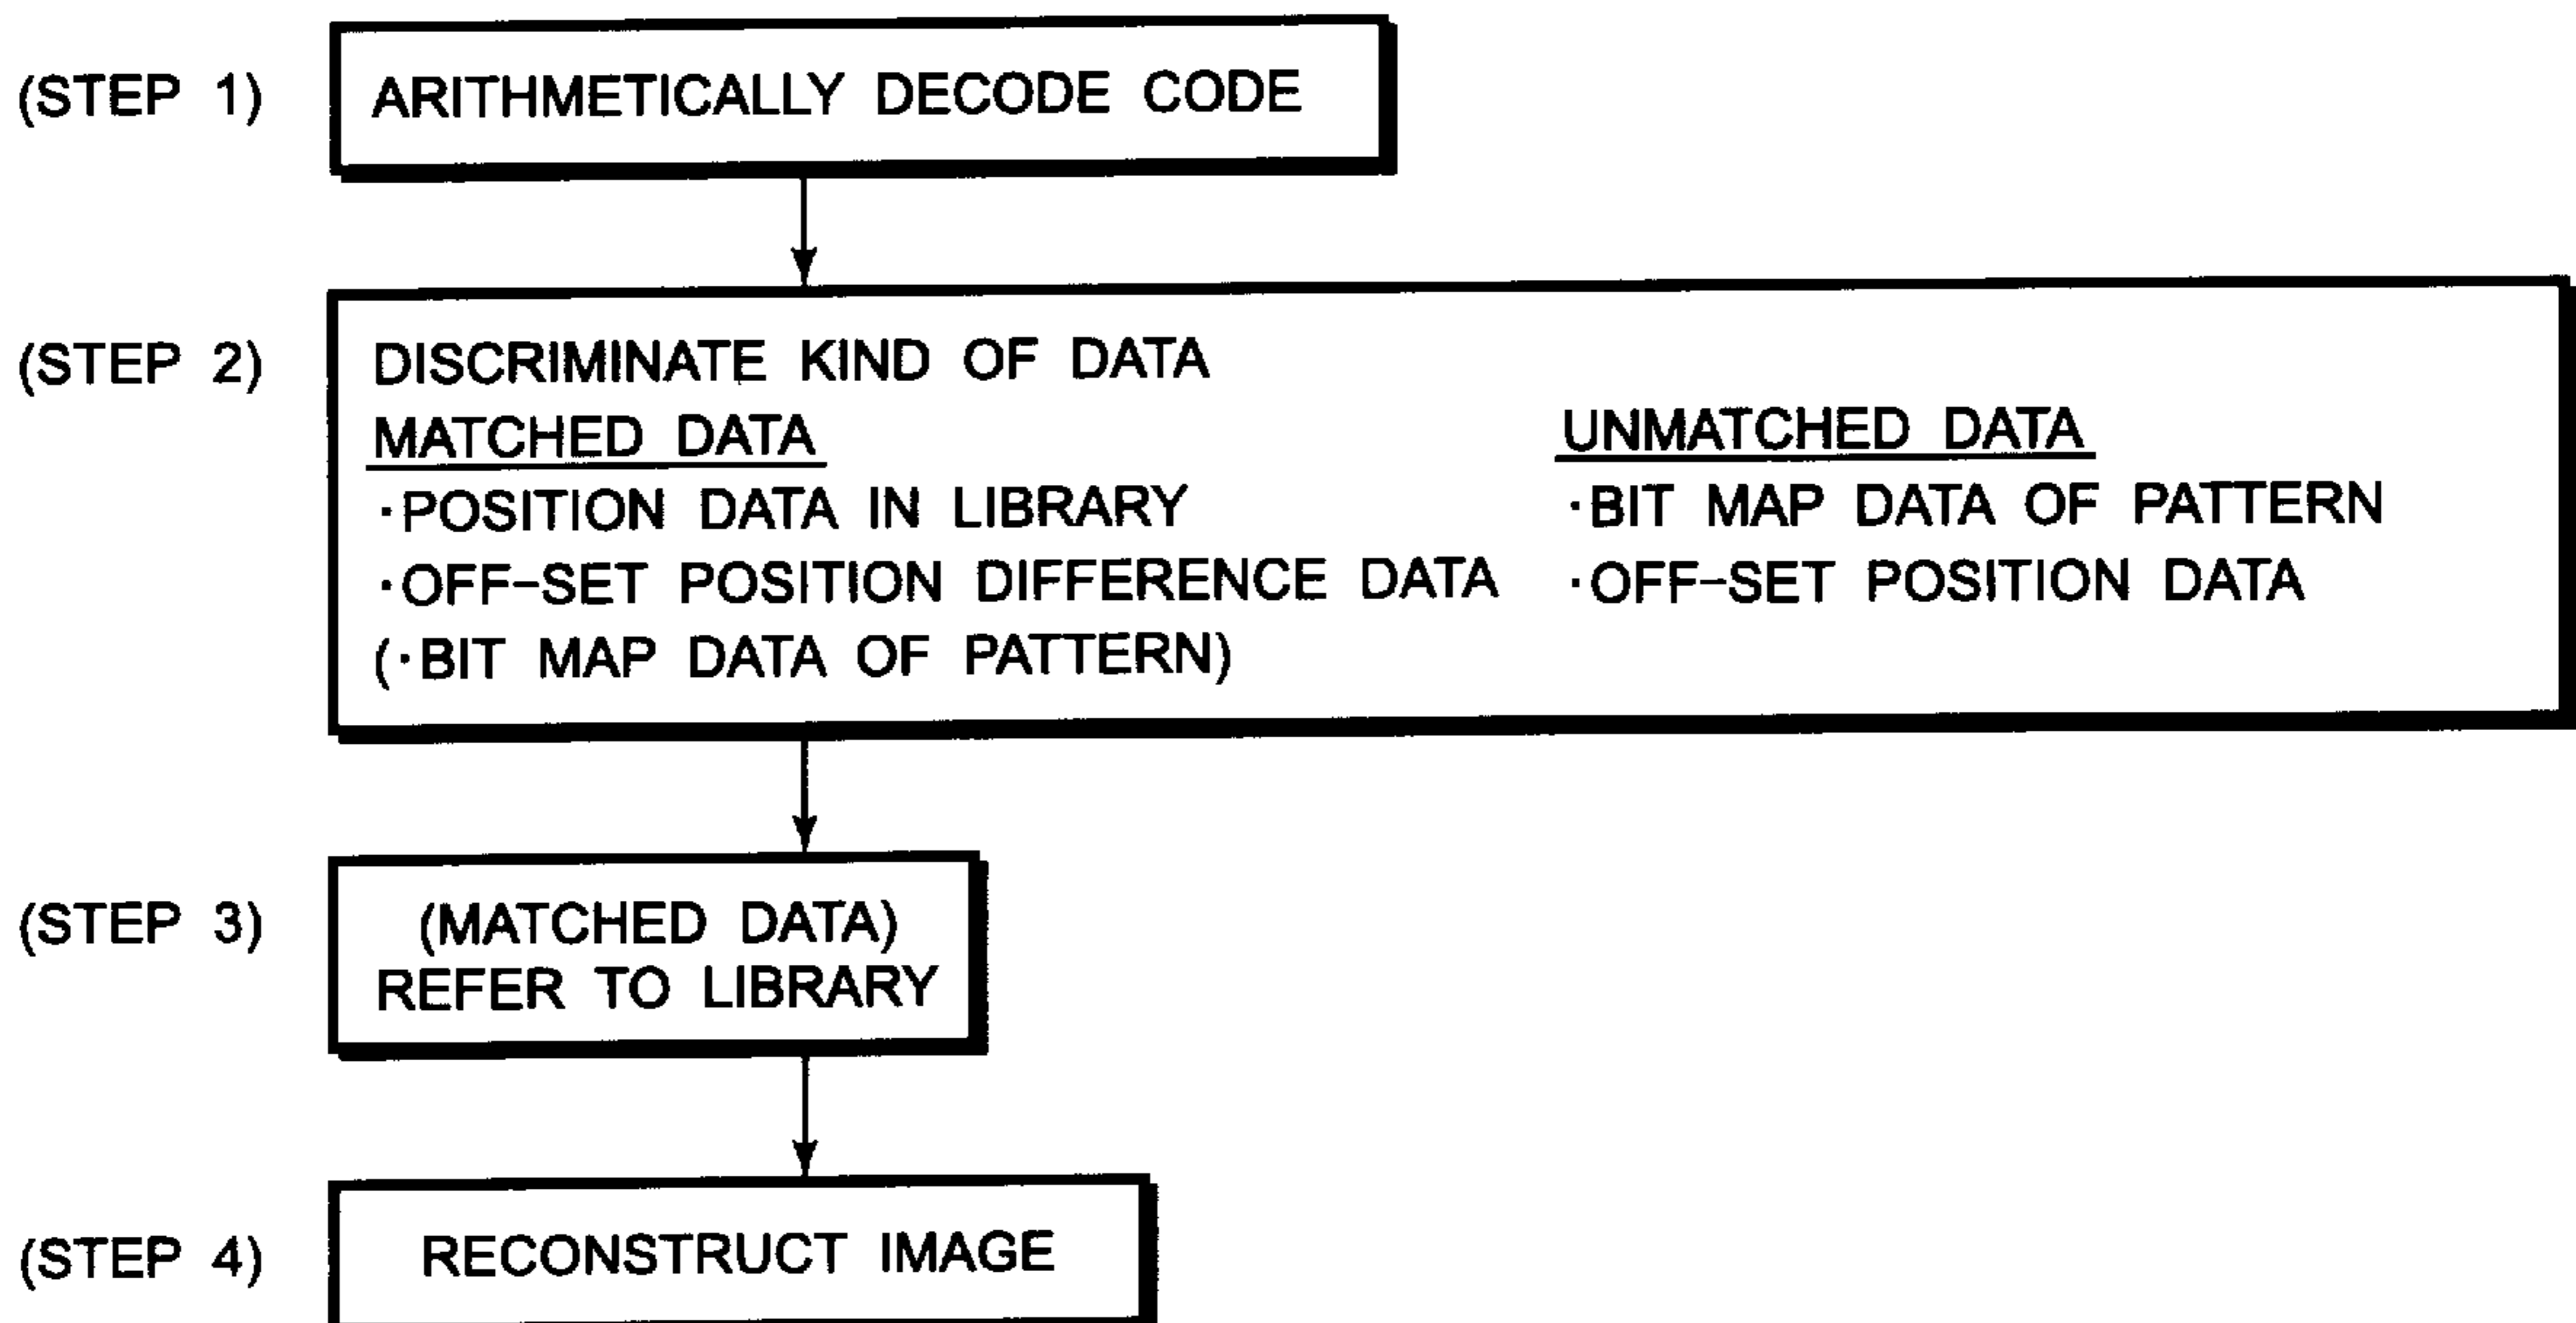 (STEP 1)
ARITHMETICALLY DECODE CODE
(STEP 2)
DISCRIMINATE KIND OF DATA
MATCHED DATA
·POSITION DATA IN LIBRARY
·OFF-SET POSITION DIFFERENCE DATA
(·BIT MAP DATA OF PATTERN)
UNMATCHED DATA
·BIT MAP DATA OF PATTERN
·OFF-SET POSITION DATA
(STEP 3)
(MATCHED DATA)
REFER TO LIBRARY
(STEP 4)
RECONSTRUCT IMAGE